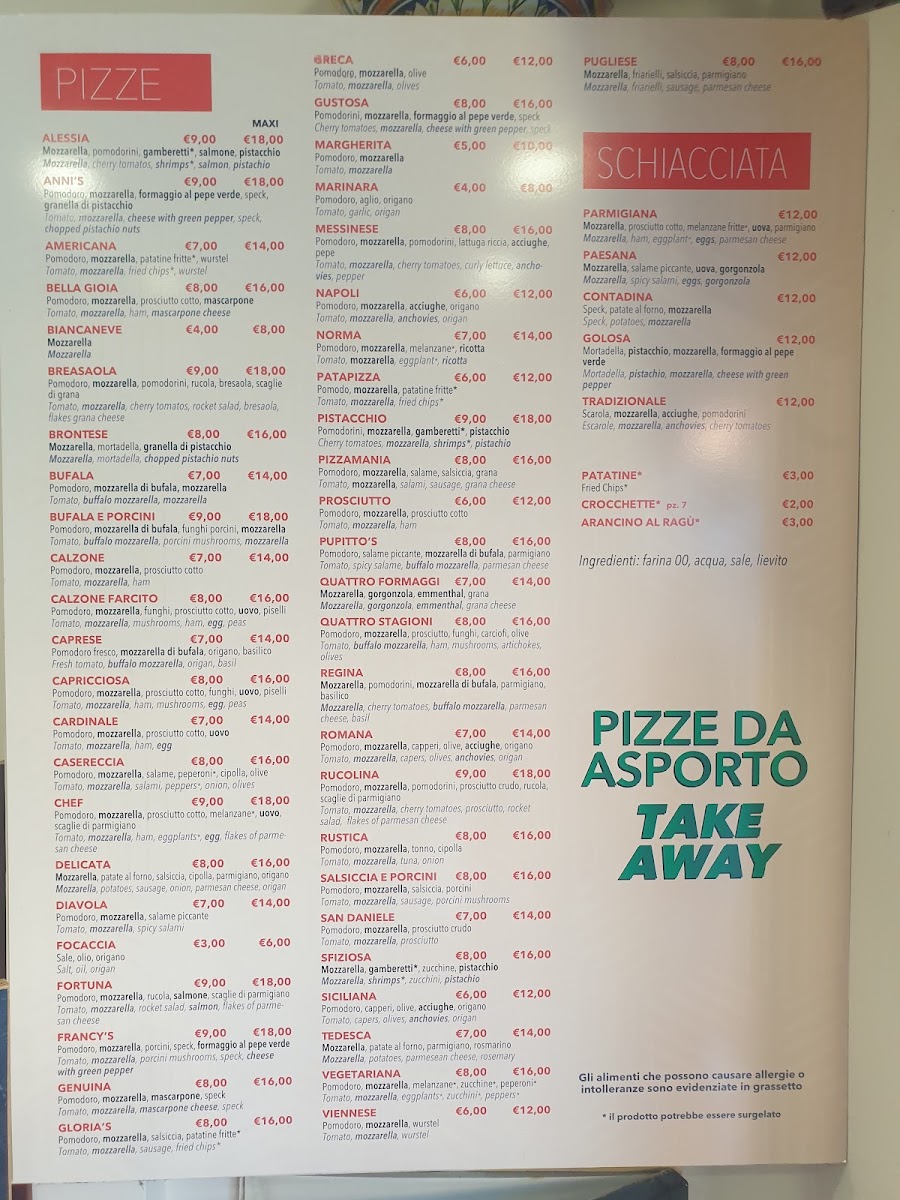 PIZZE
MAXI
ALESSIA €9,00 €18,00
Mozzarella, pomodorini, gamberetti*, salmone, pistacchio
Mozzarella, cherry tomatos, shrimps*, salmon, pistachio
ANNI'S €9,00 €18,00
Pomodoro, mozzarella, formaggio al pepe verde, speck,
granella di pistacchio
Tomato, mozzarella, cheese with green pepper, speck,
chopped pistachio nuts
AMERICANA €7,00 €14,00
Pomodoro, mozzarella, patatine fritte*, wurstel
Tomato, mozzarella, fried chips*, wurstel
BELLA GIOIA €8,00 €16,00
Pomodoro, mozzarella, prosciutto cotto, mascarpone
Tomato, mozzarella, ham, mascarpone cheese
BIANCANEVE €4,00 €8,00
Mozzarella
Mozzarella
BREASAOLA €9,00 €18,00
Pomodoro, mozzarella, pomodorini, rucola, bresaola, scaglie
di grana
Tomato, mozzarella, cherry tomatos, rocket salad, bresaola,
flakes grana cheese
BRONTESE €8,00 €16,00
Mozzarella, mortadella, granella di pistacchio
Mozzarella, mortadella, chopped pistachio nuts
BUFALA €7,00 €14,00
Pomodoro, mozzarella di bufala, mozzarella
Tomato, buffalo mozzarella, mozzarella
BUFALA E PORCINI €9,00 €18,00
Pomodoro, mozzarella di bufala, funghi porcini, mozzarella
Tomato, buffalo mozzarella, porcini mushrooms, mozzarella
CALZONE €7,00 €14,00
Pomodoro, mozzarella, prosciutto cotto
Tomato, mozzarella, ham
CALZONE FARCITO €8,00 €16,00
Pomodoro, mozzarella, funghi, prosciutto cotto, uovo, piselli
Tomato, mozzarella, mushrooms, ham, egg, peas
CAPRESE €7,00 €14,00
Pomodoro fresco, mozzarella di bufala, origano, basilico
Fresh tomato, buffalo mozzarella, origan, basil
CAPRICCIOSA €8,00 €16,00
Pomodoro, mozzarella, prosciutto cotto, funghi, uovo, piselli
Tomato, mozzarella, ham, mushrooms, egg, peas
CARDINALE €7,00 €14,00
Pomodoro, mozzarella, prosciutto cotto, uovo
Tomato, mozzarella, ham, egg
CASERECCIA €8,00 €16,00
Pomodoro, mozzarella, salame, peperoni*, cipolla, olive
Tomato, mozzarella, salami, peppers*, onion, olives
CHEF €9,00 €18,00
Pomodoro, mozzarella, prosciutto cotto, melanzane*, uovo,
scaglie di parmigiano
Tomato, mozzarella, ham, eggplants*, egg, flakes of parme-
san cheese
DELICATA €8,00 €16,00
Mozzarella, patate al forno, salsiccia, cipolla, parmigiano, origano
Mozzarella, potatoes, sausage, onion, parmesan cheese, origan
DIAVOLA €7,00 €14,00
Pomodoro, mozzarella, salame piccante
Tomato, mozzarella, spicy salami
FOCACCIA €3,00 €6,00
Sale, olio, origano
Salt, oil, origan
FORTUNA €9,00 €18,00
Pomodoro, mozzarella, rucola, salmone, scaglie di parmigiano
Tomato, mozzarella, rocket salad, salmon, flakes of parme-
san cheese
FRANCY'S €9,00 €18,00
Pomodoro, mozzarella, porcini, speck, formaggio al pepe verde
Tomato, mozzarella, porcini mushrooms, speck, cheese
with green pepper
GENUINA €8,00 €16,00
Pomodoro, mozzarella, mascarpone, speck
Tomato, mozzarella, mascarpone cheese, speck
GLORIA'S €8,00 €16,00
Pomodoro, mozzarella, salsiccia, patatine fritte*
Tomato, mozzarella, sausage, fried chips*
GRECA €6,00 €12,00
Pomodoro, mozzarella, olive
Tomato, mozzarella, olives
GUSTOSA €8,00 €16,00
Pomodorini, mozzarella, formaggio al pepe verde, speck
Cherry tomatoes, mozzarella, cheese with green pepper, speck
MARGHERITA €5,00 €10,00
Pomodoro, mozzarella
Tomato, mozzarella
MARINARA €4,00 €8,00
Pomodoro, aglio, origano
Tomato, garlic, origan
MESSINESE €8,00 €16,00
Pomodoro, mozzarella, pomodorini, lattuga riccia, acciughe,
pepe
Tomato, mozzarella, cherry tomatoes, curly lettuce, ancho-
vies, pepper
NAPOLI €6,00 €12,00
Pomodoro, mozzarella, acciughe, origano
Tomato, mozzarella, anchovies, origan
NORMA €7,00 €14,00
Pomodoro, mozzarella, melanzane*, ricotta
Tomato, mozzarella, eggplant*, ricotta
PATAPIZZA €6,00 €12,00
Pomodo, mozzarella, patatine fritte*
Tomato, mozzarella, fried chips*
PISTACCHIO €9,00 €18,00
Pomodorini, mozzarella, gamberetti*, pistacchio
Cherry tomatoes, mozzarella, shrimps*, pistachio
PIZZAMANIA €8,00 €16,00
Pomodoro, mozzarella, salame, salsiccia, grana
Tomato, mozzarella, salami, sausage, grana cheese
PROSCIUTTO €6,00 €12,00
Pomodoro, mozzarella, prosciutto cotto
Tomato, mozzarella, ham
PUPITTO'S €8,00 €16,00
Pomodoro, salame piccante, mozzarella di bufala, parmigiano
Tomato, spicy salame, buffalo mozzarella, parmesan cheese
QUATTRO FORMAGGI €7,00 €14,00
Mozzarella, gorgonzola, emmenthal, grana
Mozzarella, gorgonzola, emmenthal, grana cheese
QUATTRO STAGIONI €8,00 €16,00
Pomodoro, mozzarella, prosciutto, funghi, carciofi, olive
Tomato, buffalo mozzarella, ham, mushrooms, artichokes,
olives
REGINA €8,00 €16,00
Mozzarella, pomodorini, mozzarella di bufala, parmigiano,
basilico
Mozzarella, cherry tomatoes, buffalo mozzarella, parmesan
cheese, basil
ROMANA €7,00 €14,00
Pomodoro, mozzarella, capperi, olive, acciughe, origano
Tomato, mozzarella, capers, olives, anchovies, origan
RUCOLINA €9,00 €18,00
Pomodoro, mozzarella, pomodorini, prosciutto crudo, rucola,
scaglie di parmigiano
Tomato, mozzarella, cherry tomatoes, prosciutto, rocket
salad, flakes of parmesan cheese
RUSTICA €8,00 €16,00
Pomodoro, mozzarella, tonno, cipolla
Tomato, mozzarella, tuna, onion
SALSICCIA E PORCINI €8,00 €16,00
Pomodoro, mozzarella, salsiccia, porcini
Tomato, mozzarella, sausage, porcini mushrooms
SAN DANIELE €7,00 €14,00
Pomodoro, mozzarella, prosciutto crudo
Tomato, mozzarella, prosciutto
SFIZIOSA €8,00 €16,00
Mozzarella, gamberetti*, zucchine, pistacchio
Mozzarella, shrimps*, zucchini, pistachio
SICILIANA €6,00 €12,00
Pomodoro, capperi, olive, acciughe, origano
Tomato, capers, olives, anchovies, origan
TEDESCA €7,00 €14,00
Mozzarella, patate al forno, parmigiano, rosmarino
Mozzarella, potatoes, parmesean cheese, rosemary
VEGETARIANA €8,00 €16,00
Pomodoro, mozzarella, melanzane*, zucchine*, peperoni*
Tomato, mozzarella, eggplants*, zucchini*, peppers*
VIENNESE €6,00 €12,00
Pomodoro, mozzarella, wurstel
Tomato, mozzarella, wurstel
PUGLIESE €8,00 €16,00
Mozzarella, friarielli, salsiccia, parmigiano
Mozzarella, friarielli, sausage, parmesan cheese
SCHIACCIATA
PARMIGIANA €12,00
Mozzarella, prosciutto cotto, melanzane fritte*, uova, parmigiano
Mozzarella, ham, eggplant*, eggs, parmesan cheese
PAESANA €12,00
Mozzarella, salame piccante, uova, gorgonzola
Mozzarella, spicy salami, eggs, gorgonzola
CONTADINA €12,00
Speck, patate al forno, mozzarella
Speck, potatoes, mozzarella
GOLOSA €12,00
Mortadella, pistacchio, mozzarella, formaggio al pepe
verde
Mortadella, pistachio, mozzarella, cheese with green
pepper
TRADIZIONALE €12,00
Scarola, mozzarella, acciughe, pomodorini
Escarole, mozzarella, anchovies, cherry tomatoes
PATATINE* €3,00
Fried Chips*
CROCCHETTE* pz. 7 €2,00
ARANCINO AL RAGÙ* €3,00
Ingredienti: farina 00, acqua, sale, lievito
PIZZE DA
ASPORTO
TAKE
AWAY
Gli alimenti che possono causare allergie o
intolleranze sono evidenziate in grassetto
* il prodotto potrebbe essere surgelato